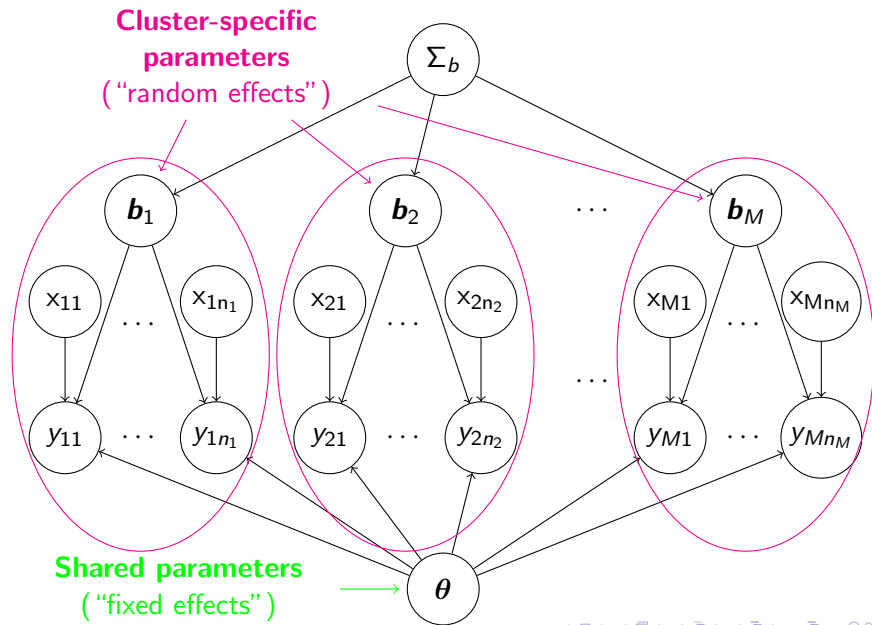 Cluster-specific
parameters
(“random effects”)
Σ_b
b_1
b_2
...
b_M
x_11
...
x_1n_1
x_21
...
x_2n_2
x_M1
...
x_Mn_M
...
y_11
...
y_1n_1
y_21
...
y_2n_2
y_M1
...
y_Mn_M
Shared parameters
(“fixed effects”)
θ